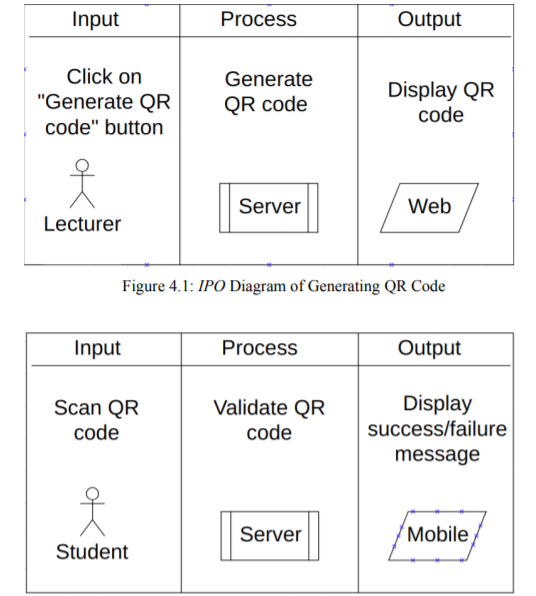 Input
Process
Output
Click on
"Generate QR
code" button
Generate
QR code
Display QR
code
Lecturer
Server
Web
Figure 4.1: IPO Diagram of Generating QR Code
Input
Process
Output
Scan QR
code
Validate QR
code
Display
success/failure
message
Student
Server
Mobile